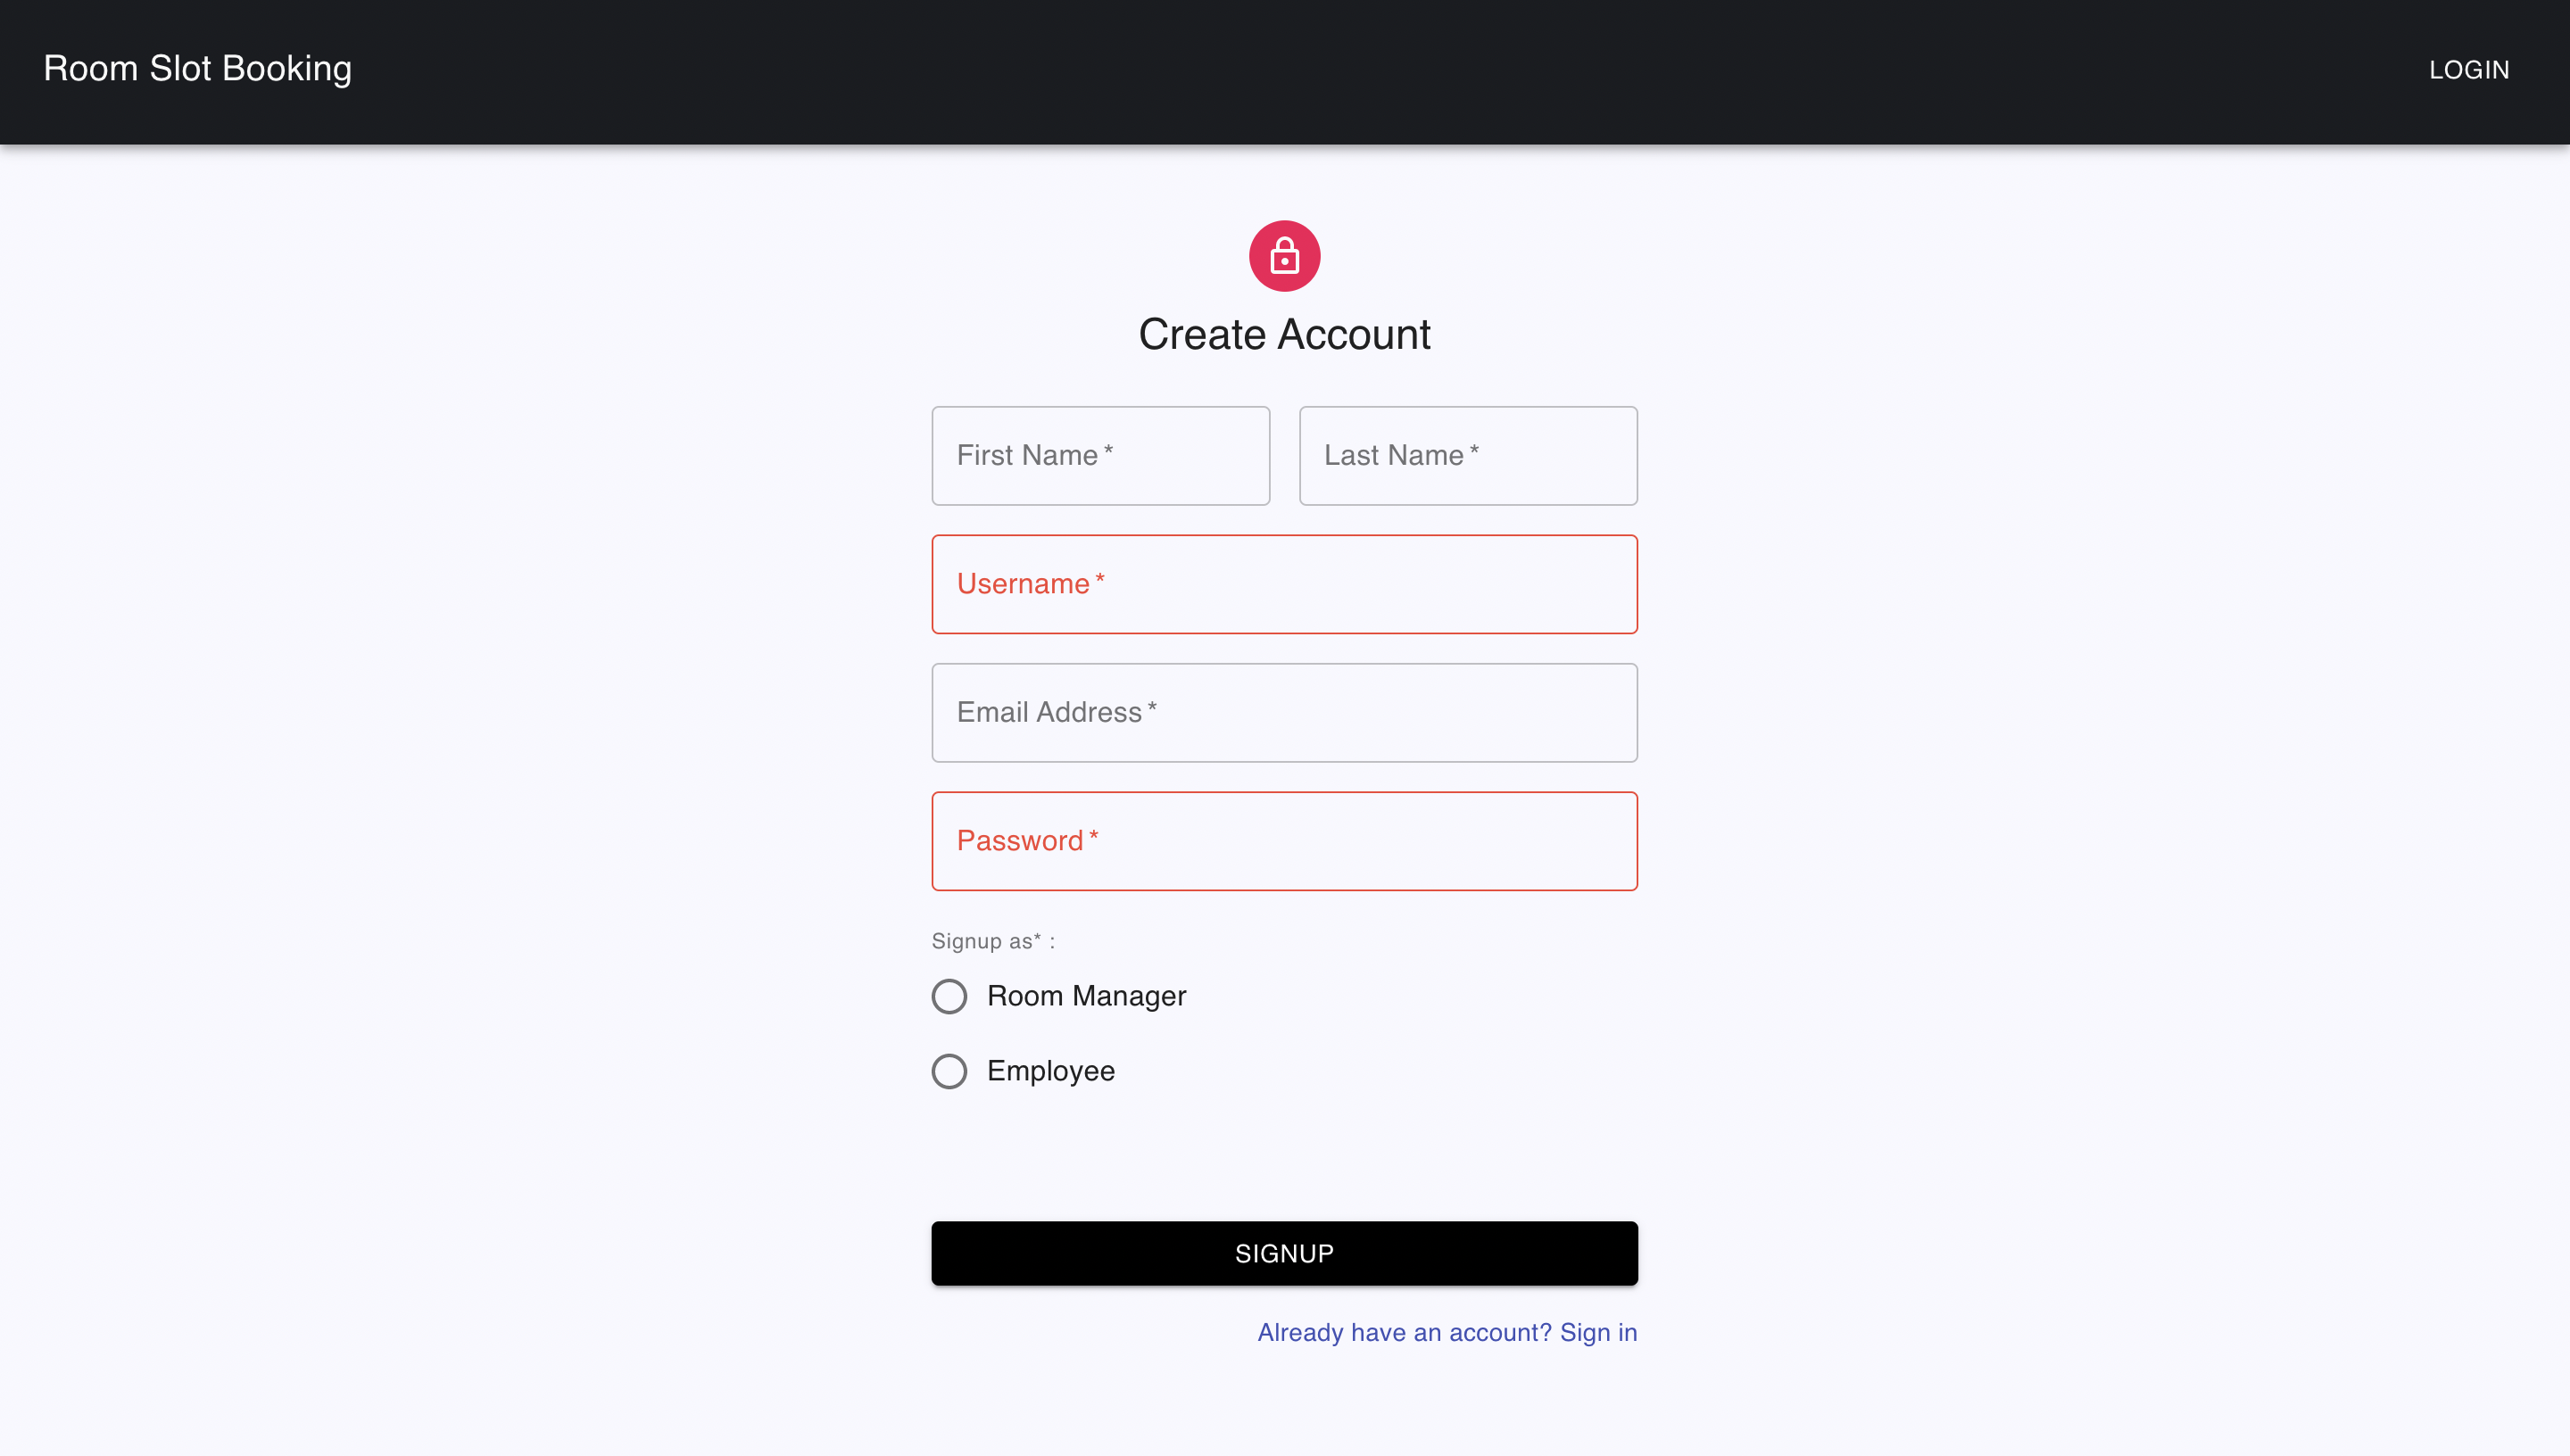 Room Slot Booking
LOGIN
Create Account
First Name *
Last Name *
Username *
Email Address *
Password *
Signup as* :
Room Manager
Employee
SIGNUP
Already have an account? Sign in